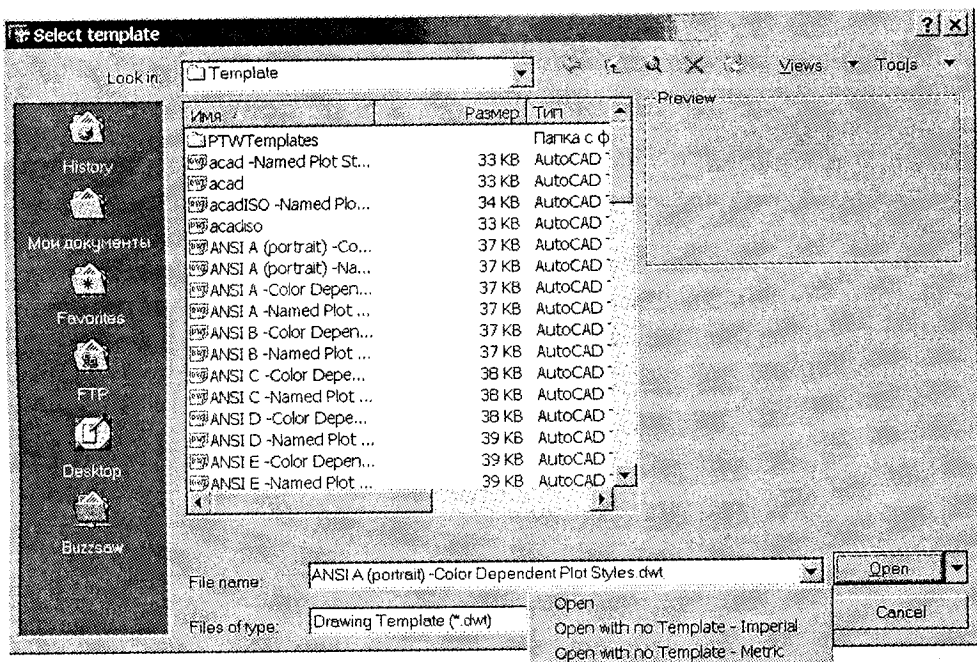 Select template
Look in:
Template
Views
Tools
History
Мои документы
Favorites
FTP
Desktop
Buzzsaw
Имя Размер Тип
PTWTemplates Папка с ф
acad -Named Plot St... 33 KB AutoCAD
acad 33 KB AutoCAD
acadISO -Named Plo... 34 KB AutoCAD
acadiso 33 KB AutoCAD
ANSI A (portrait) -Co... 37 KB AutoCAD
ANSI A (portrait) -Na... 37 KB AutoCAD
ANSI A -Color Depen... 37 KB AutoCAD
ANSI A -Named Plot ... 37 KB AutoCAD
ANSI B -Color Depen... 37 KB AutoCAD
ANSI B -Named Plot ... 37 KB AutoCAD
ANSI C -Color Depe... 38 KB AutoCAD
ANSI C -Named Plot ... 38 KB AutoCAD
ANSI D -Color Depe... 38 KB AutoCAD
ANSI D -Named Plot ... 39 KB AutoCAD
ANSI E -Color Depen... 39 KB AutoCAD
ANSI E -Named Plot ... 39 KB AutoCAD
Preview
File name:
ANSI A (portrait) -Color Dependent Plot Styles.dwt
Open
Files of type:
Drawing Template (*.dwt)
Cancel
Open
Open with no Template - Imperial
Open with no Template - Metric